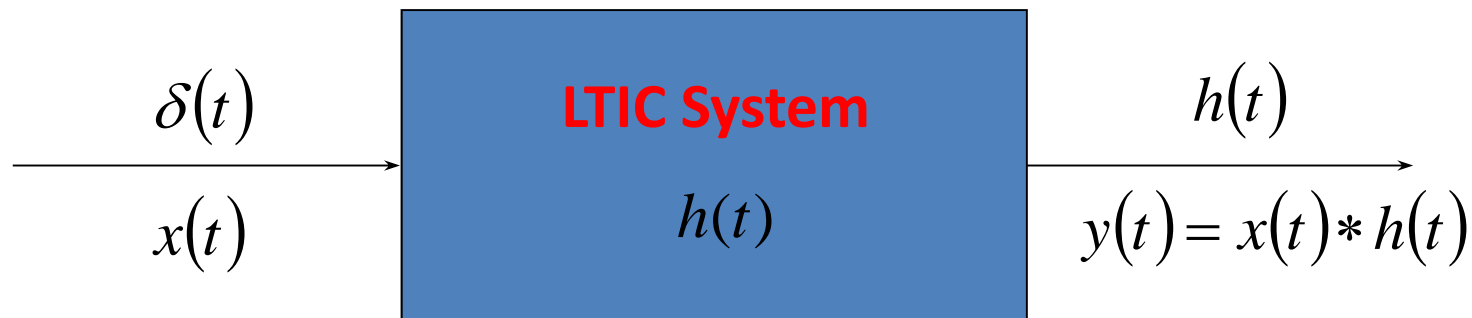 δ(t)
x(t)
LTIC System
h(t)
h(t)
y(t) = x(t) * h(t)